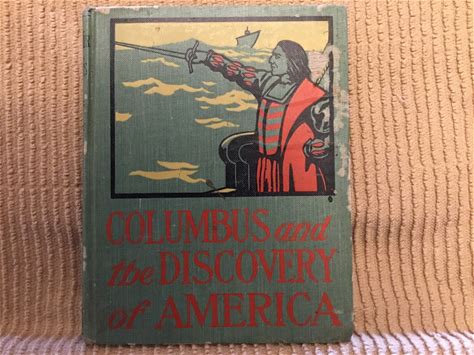 COLUMBUS and
the DISCOVERY
of AMERICA